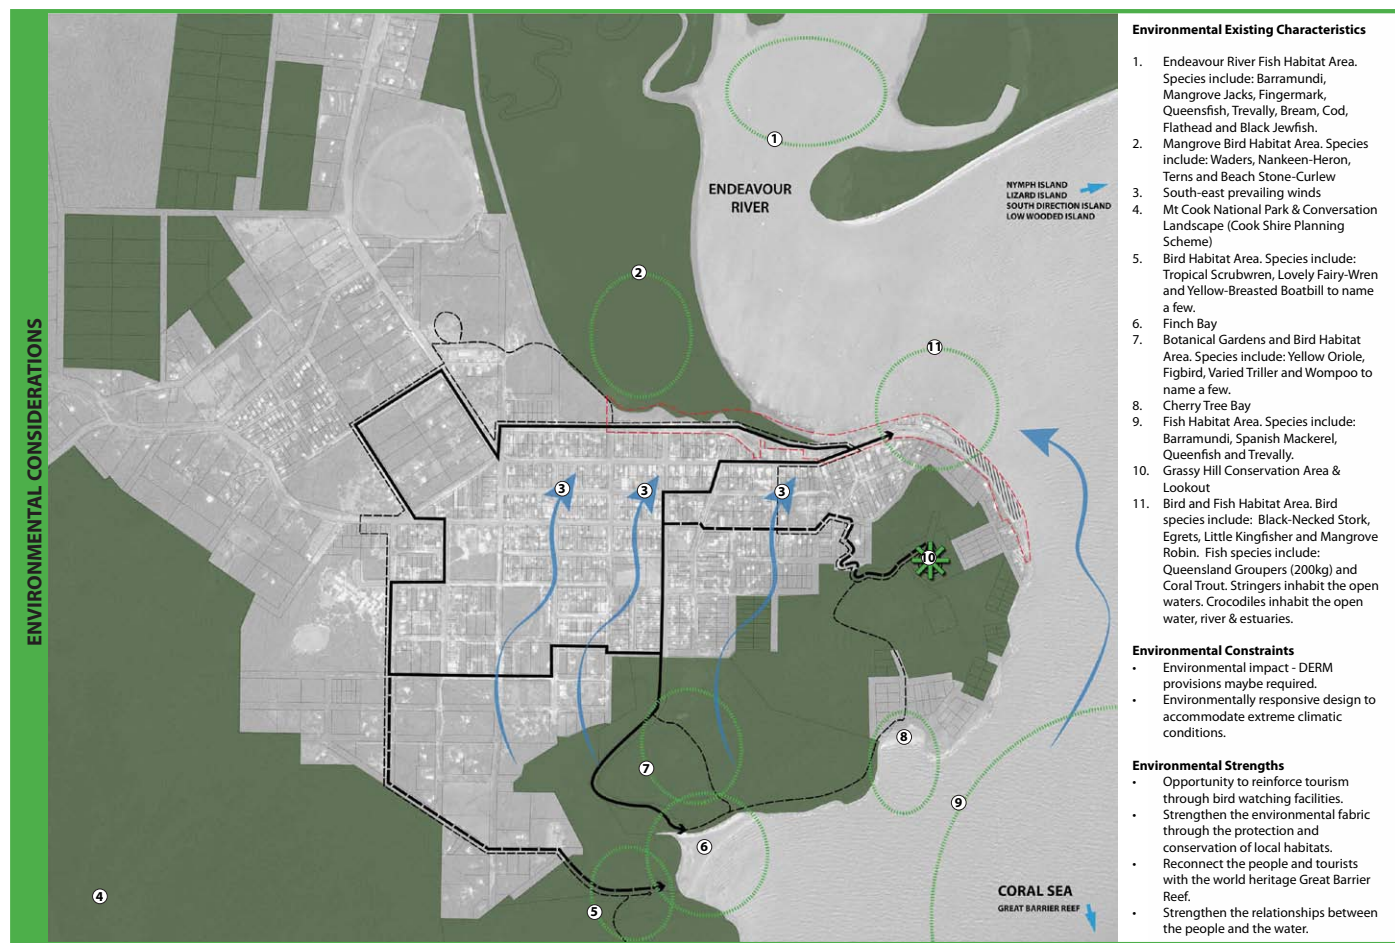 ENVIRONMENTAL CONSIDERATIONS
1
ENDEAVOUR
RIVER
NYMPH ISLAND
LIZARD ISLAND
SOUTH DIRECTION ISLAND
LOW WOODED ISLAND
2
11
3
3
3
10
8
7
9
6
4
5
CORAL SEA
GREAT BARRIER REEF
Environmental Existing Characteristics
1. Endeavour River Fish Habitat Area.
Species include: Barramundi,
Mangrove Jacks, Fingermark,
Queensfish, Trevally, Bream, Cod,
Flathead and Black Jewfish.
2. Mangrove Bird Habitat Area. Species
include: Waders, Nankeen-Heron,
Terns and Beach Stone-Curlew
3. South-east prevailing winds
4. Mt Cook National Park & Conversation
Landscape (Cook Shire Planning
Scheme)
5. Bird Habitat Area. Species include:
Tropical Scrubwren, Lovely Fairy-Wren
and Yellow-Breasted Boatbill to name
a few.
6. Finch Bay
7. Botanical Gardens and Bird Habitat
Area. Species include: Yellow Oriole,
Figbird, Varied Triller and Wompoo to
name a few.
8. Cherry Tree Bay
9. Fish Habitat Area. Species include:
Barramundi, Spanish Mackerel,
Queenfish and Trevally.
10. Grassy Hill Conservation Area &
Lookout
11. Bird and Fish Habitat Area. Bird
species include: Black-Necked Stork,
Egrets, Little Kingfisher and Mangrove
Robin. Fish species include:
Queensland Groupers (200kg) and
Coral Trout. Stringers inhabit the open
waters. Crocodiles inhabit the open
water, river & estuaries.
Environmental Constraints
• Environmental impact - DERM
provisions maybe required.
• Environmentally responsive design to
accommodate extreme climatic
conditions.
Environmental Strengths
• Opportunity to reinforce tourism
through bird watching facilities.
• Strengthen the environmental fabric
through the protection and
conservation of local habitats.
• Reconnect the people and tourists
with the world heritage Great Barrier
Reef.
• Strengthen the relationships between
the people and the water.